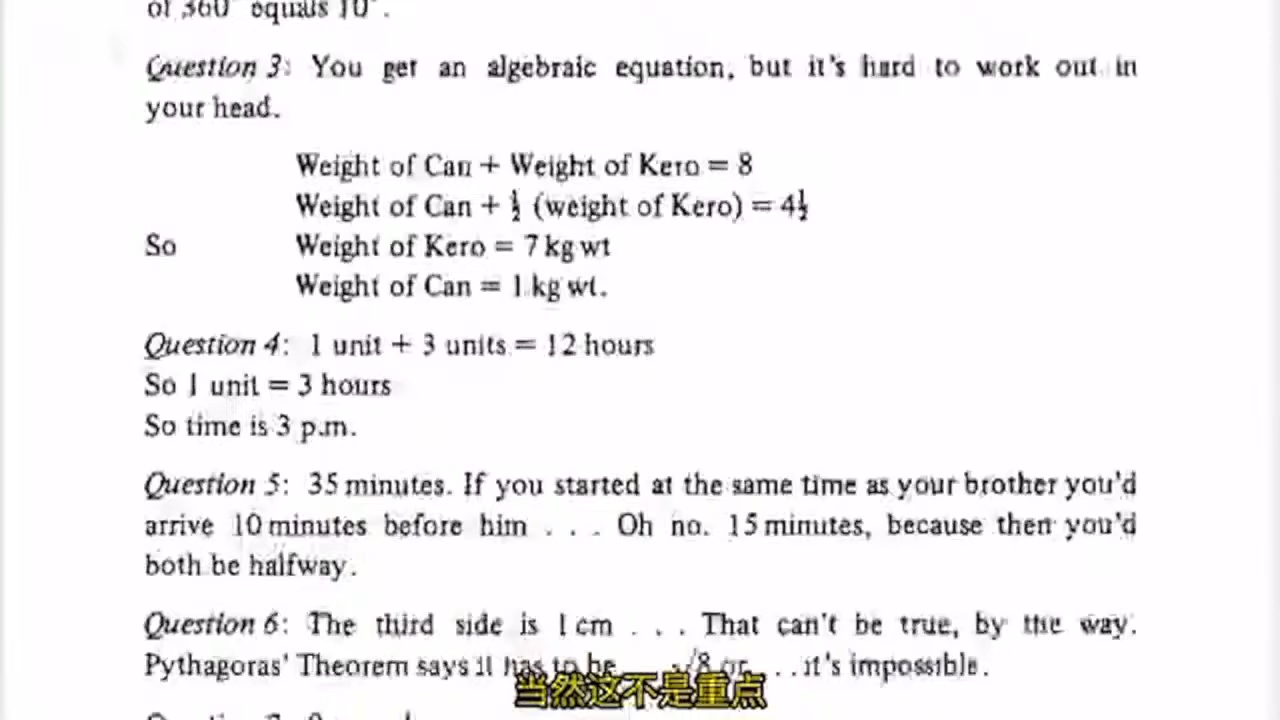 of 360° equals 10°.
Question 3: You get an algebraic equation, but it's hard to work out in
your head.
Weight of Can + Weight of Kero = 8
Weight of Can + ½ (weight of Kero) = 4½
So Weight of Kero = 7 kg wt
Weight of Can = 1 kg wt.
Question 4: 1 unit + 3 units = 12 hours
So 1 unit = 3 hours
So time is 3 p.m.
Question 5: 35 minutes. If you started at the same time as your brother you'd
arrive 10 minutes before him . . . Oh no. 15 minutes, because then you'd
both be halfway.
Question 6: The third side is 1 cm . . . That can't be true, by the way.
Pythagoras' Theorem says it has to be √8 or . . . it's impossible.
当然这不是重点